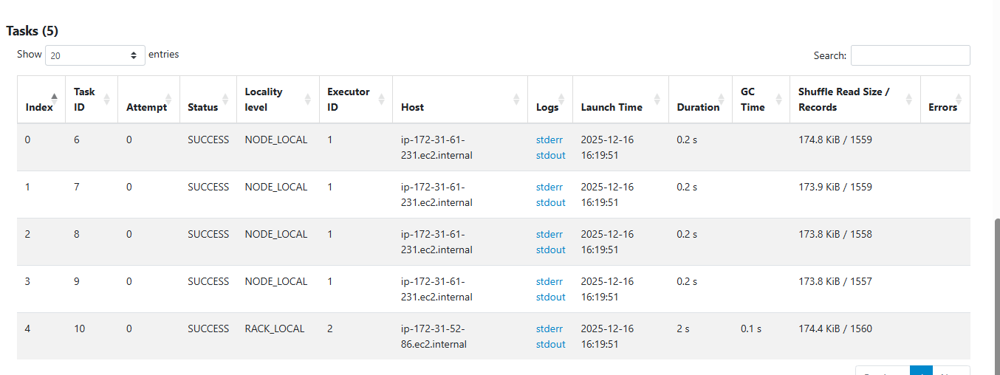 Tasks (5)
Show 20 entries
Search:
Index Task ID Attempt Status Locality level Executor ID Host Logs Launch Time Duration GC Time Shuffle Read Size / Records Errors
0 6 0 SUCCESS NODE_LOCAL 1 ip-172-31-61- stderr 2025-12-16 0.2 s 174.8 KiB / 1559
231.ec2.internal stdout 16:19:51
1 7 0 SUCCESS NODE_LOCAL 1 ip-172-31-61- stderr 2025-12-16 0.2 s 173.9 KiB / 1559
231.ec2.internal stdout 16:19:51
2 8 0 SUCCESS NODE_LOCAL 1 ip-172-31-61- stderr 2025-12-16 0.2 s 173.8 KiB / 1558
231.ec2.internal stdout 16:19:51
3 9 0 SUCCESS NODE_LOCAL 1 ip-172-31-61- stderr 2025-12-16 0.2 s 173.8 KiB / 1557
231.ec2.internal stdout 16:19:51
4 10 0 SUCCESS RACK_LOCAL 2 ip-172-31-52- stderr 2025-12-16 2 s 0.1 s 174.4 KiB / 1560
86.ec2.internal stdout 16:19:51